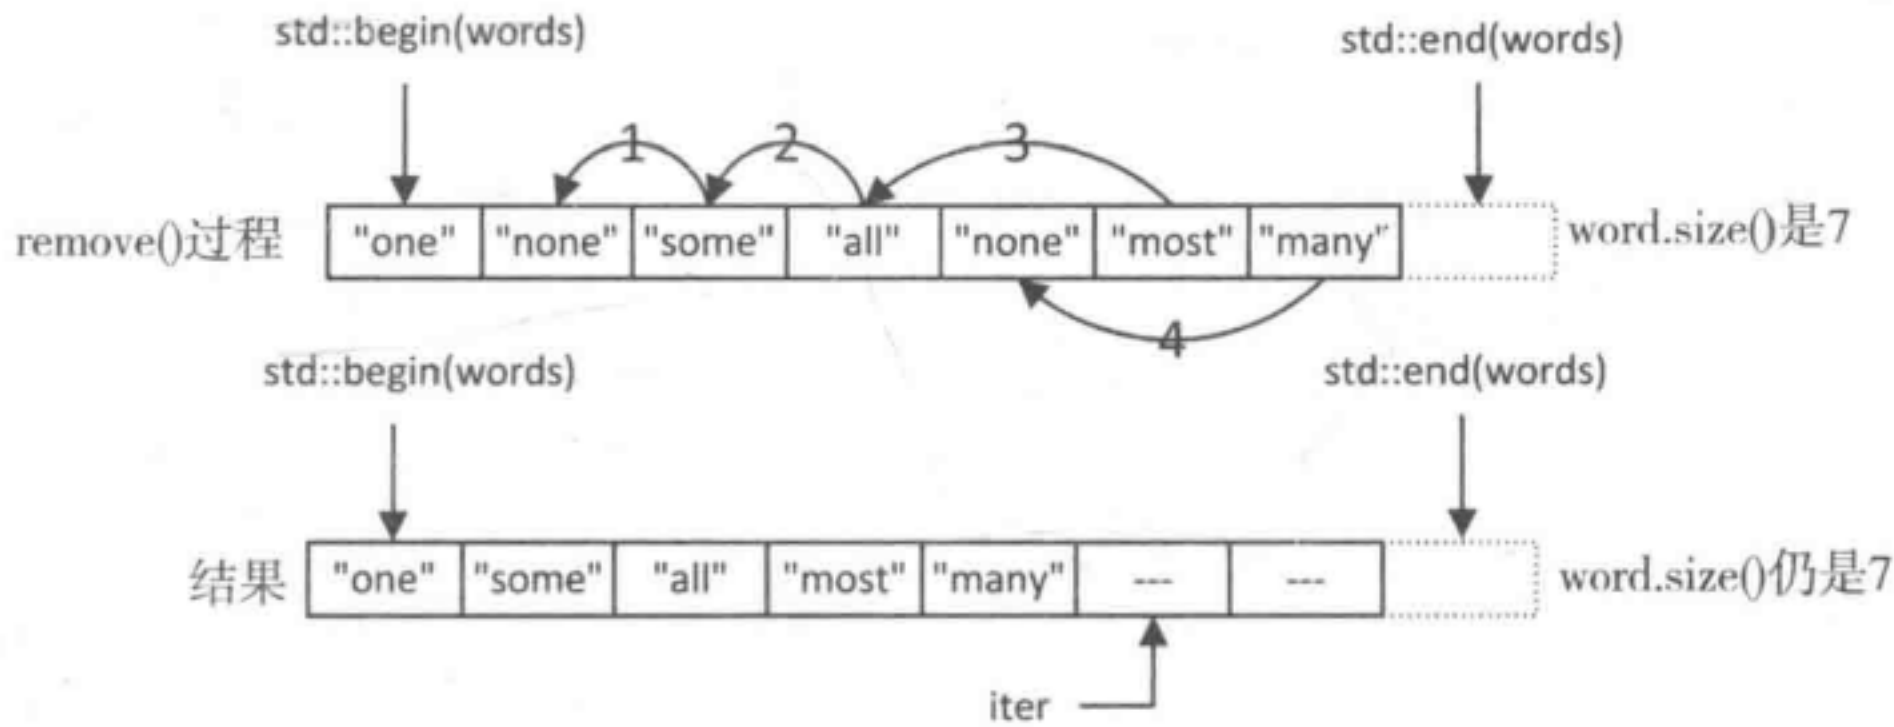 std::begin(words)
std::end(words)
1 2 3
remove()过程 "one" "none" "some" "all" "none" "most" "many" word.size()是7
4
std::begin(words)
std::end(words)
结果 "one" "some" "all" "most" "many" --- --- word.size()仍是7
iter